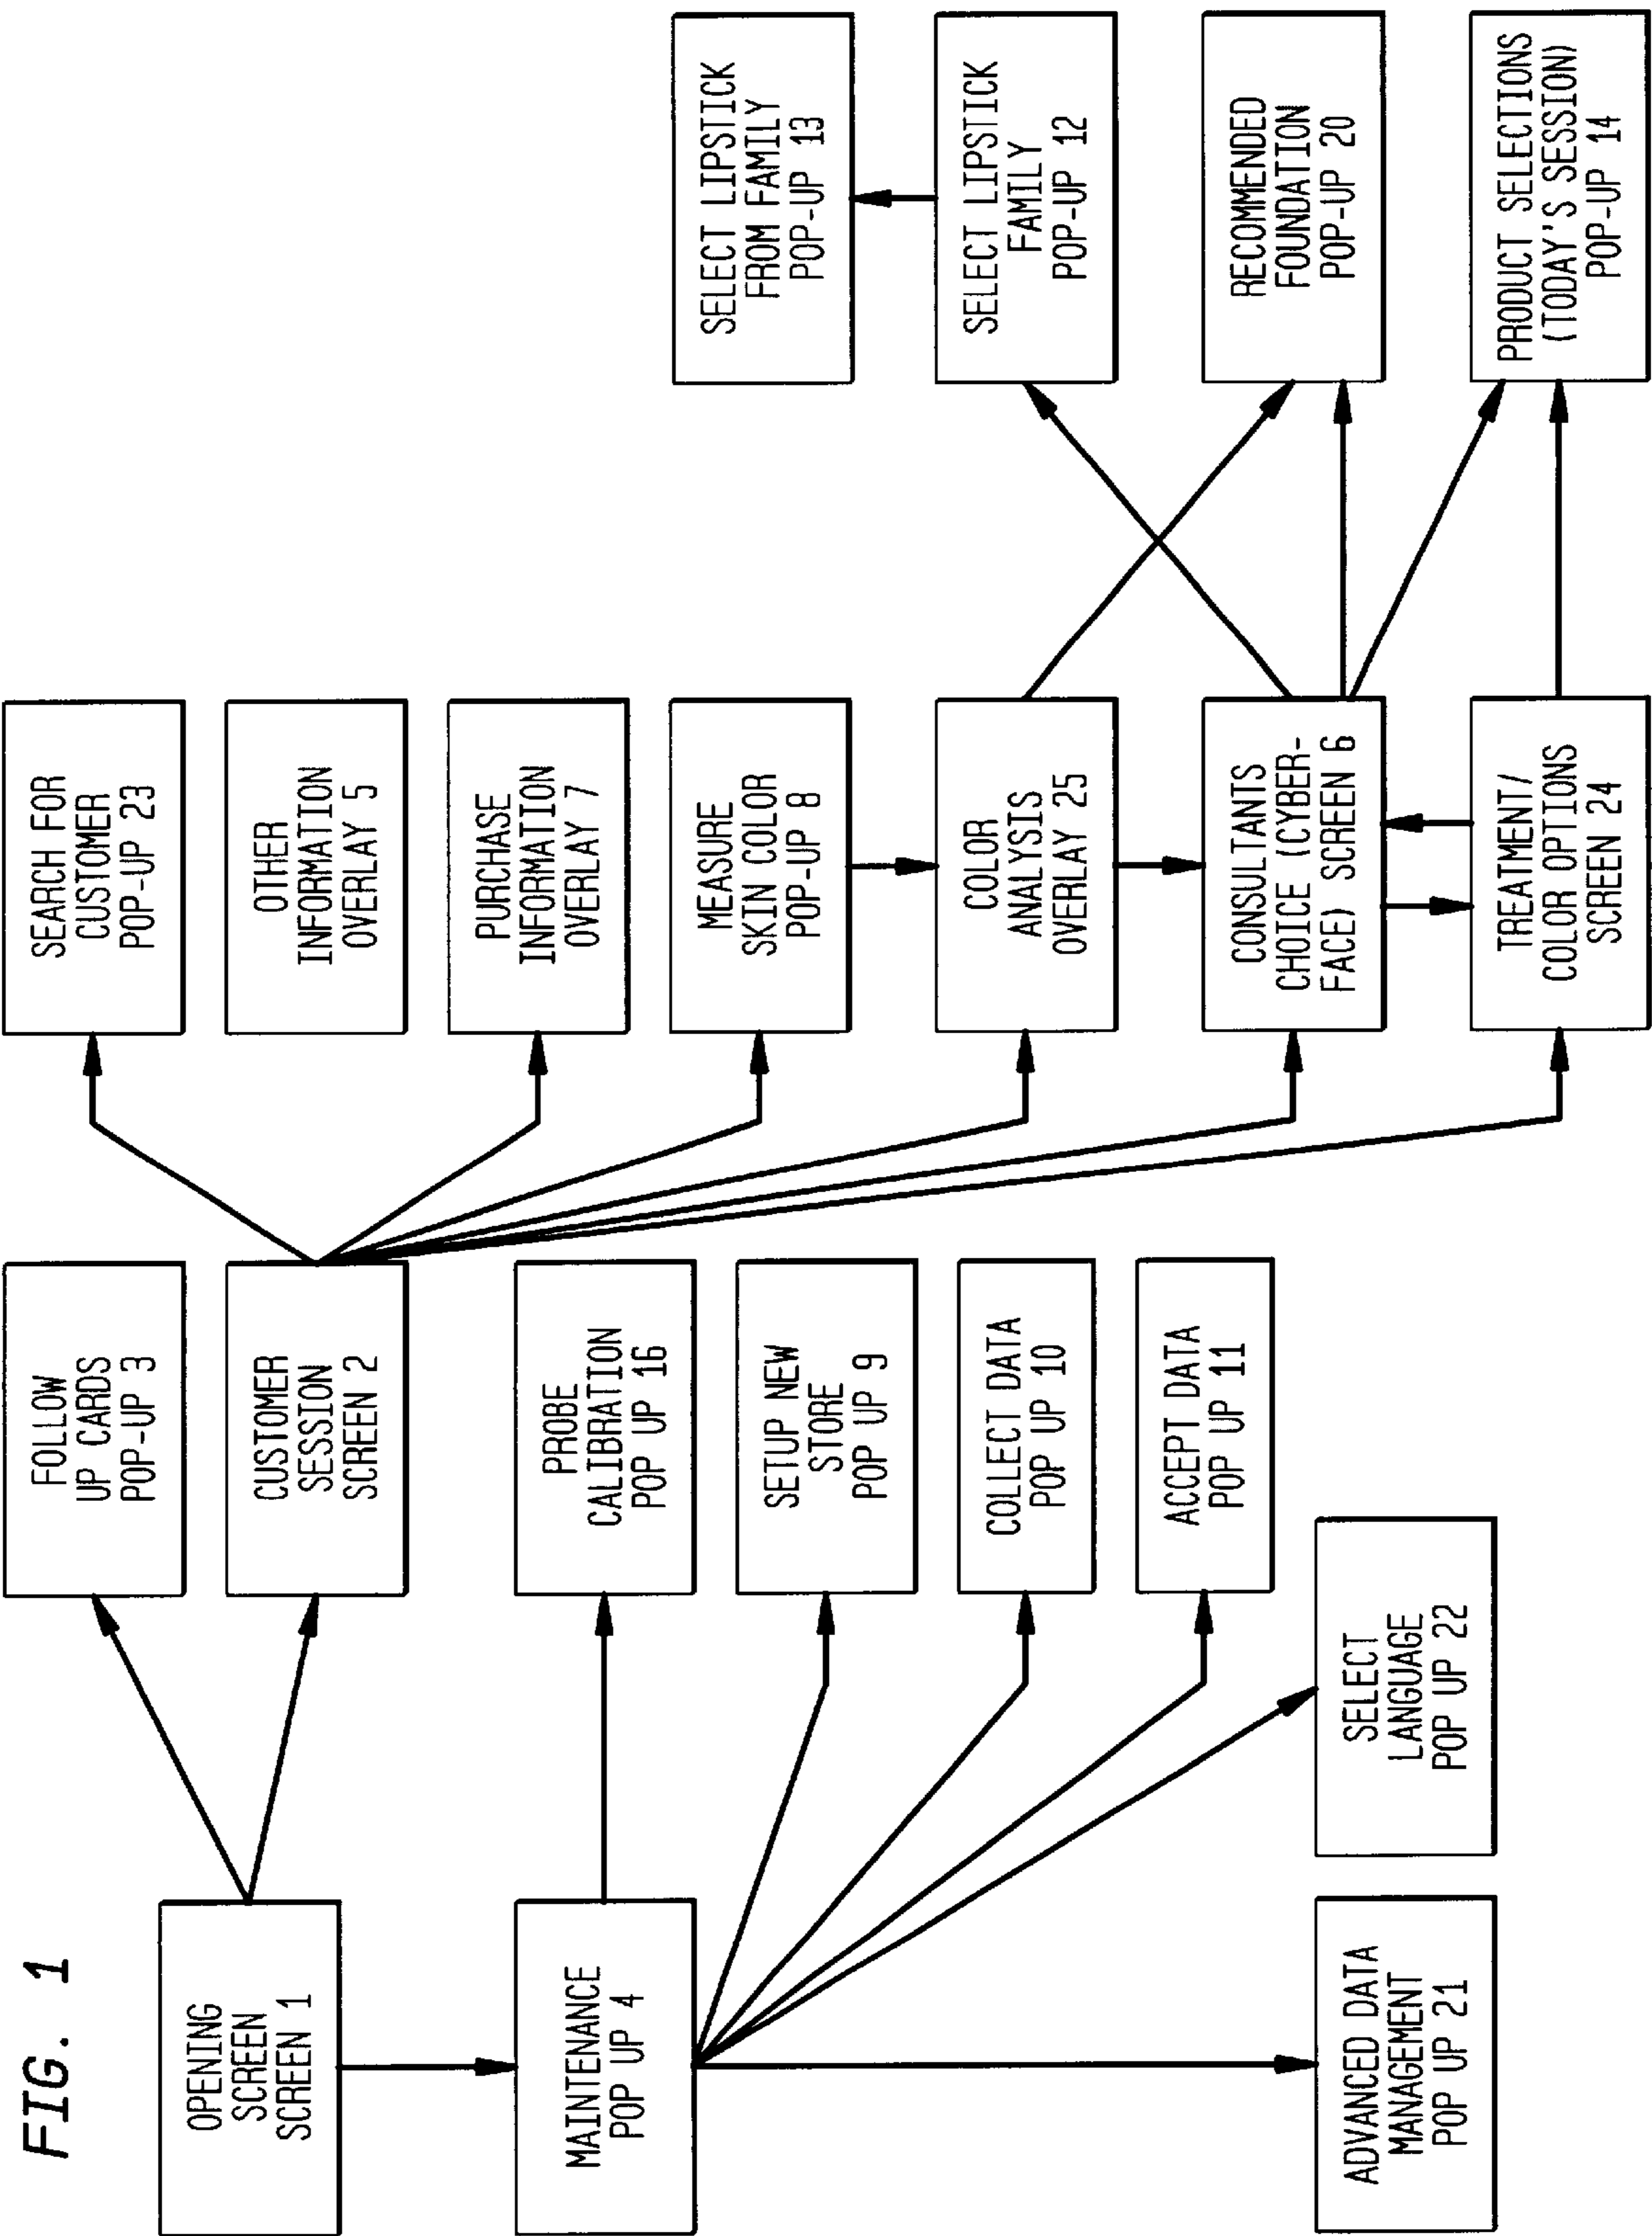 FIG. 1
OPENING
SCREEN
SCREEN 1
MAINTENANCE
POP UP 4
ADVANCED DATA
MANAGEMENT
POP UP 21
FOLLOW
UP CARDS
POP-UP 3
CUSTOMER
SESSION
SCREEN 2
PROBE
CALIBRATION
POP UP 16
SETUP NEW
STORE
POP UP 9
COLLECT DATA
POP UP 10
ACCEPT DATA
POP UP 11
SELECT
LANGUAGE
POP UP 22
SEARCH FOR
CUSTOMER
POP-UP 23
OTHER
INFORMATION
OVERLAY 5
PURCHASE
INFORMATION
OVERLAY 7
MEASURE
SKIN COLOR
POP-UP 8
COLOR
ANALYSIS
OVERLAY 25
CONSULTANTS
CHOICE (CYBER-
FACE) SCREEN 6
TREATMENT/
COLOR OPTIONS
SCREEN 24
SELECT LIPSTICK
FROM FAMILY
POP-UP 13
SELECT LIPSTICK
FAMILY
POP-UP 12
RECOMMENDED
FOUNDATION
POP-UP 20
PRODUCT SELECTIONS
(TODAY'S SESSION)
POP-UP 14